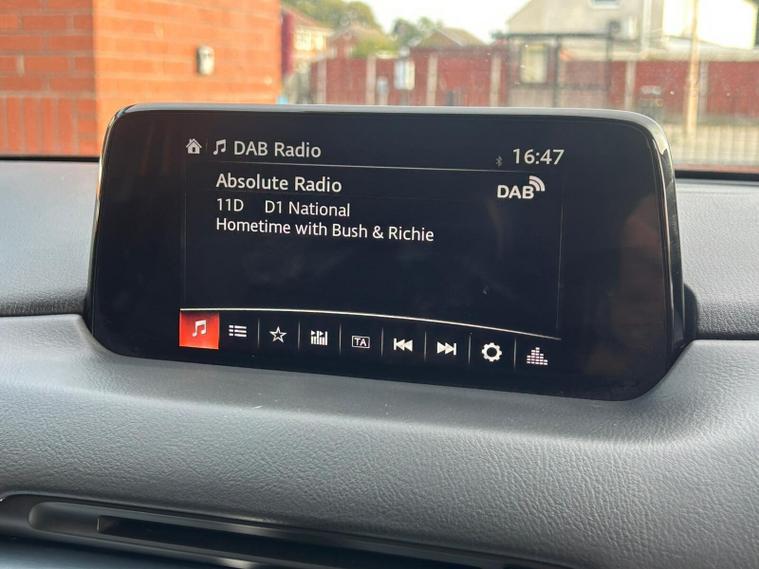 DAB Radio
16:47
Absolute Radio
DAB
11D D1 National
Hometime with Bush & Richie
TA